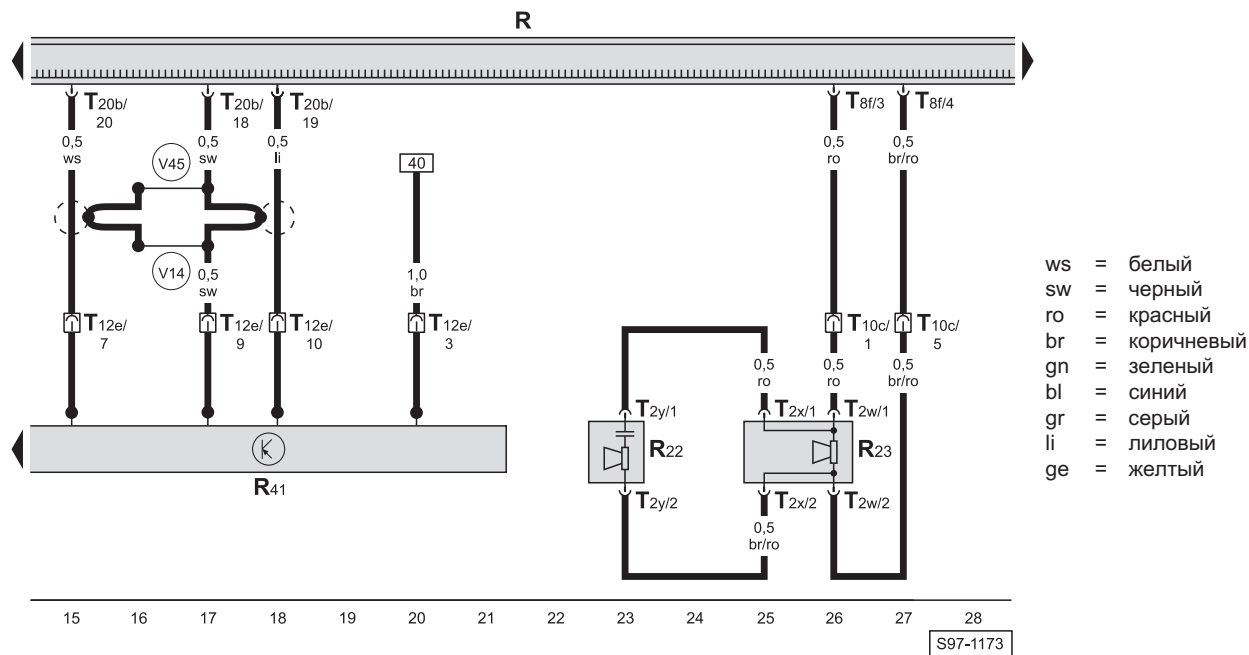 R
T20b/ T20b/ T20b/ T8f/3 T8f/4
20 18 19
0,5 0,5 0,5 0,5 0,5
ws sw li ro br/ro
V45 40
V14 0,5 1,0
sw br
T12e/ T12e/ T12e/ T12e/ T10c/ T10c/
7 9 10 3 1 5
0,5 0,5 0,5
ro ro br/ro
T2y/1 T2x/1 T2w/1
R22 R23
R41
T2y/2 T2x/2 T2w/2
0,5
br/ro
15 16 17 18 19 20 21 22 23 24 25 26 27 28
S97-1173
ws = белый
sw = черный
ro = красный
br = коричневый
gn = зеленый
bl = синий
gr = серый
li = лиловый
ge = желтый